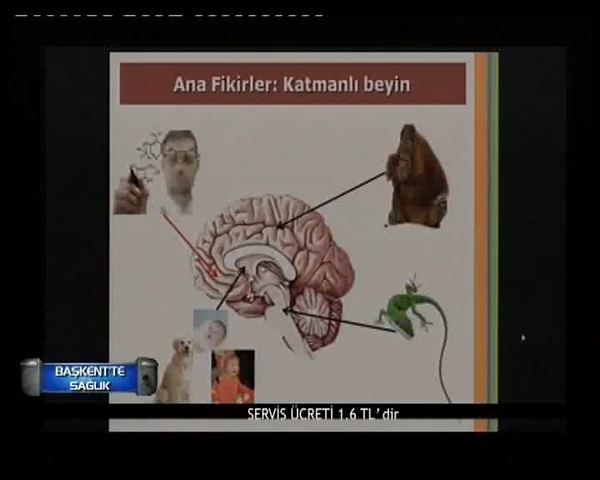 Ana Fikirler: Katmanlı beyin
BAŞKENT'TE
SAĞLIK
SERVİS ÜCRETİ 1.6 TL'dir